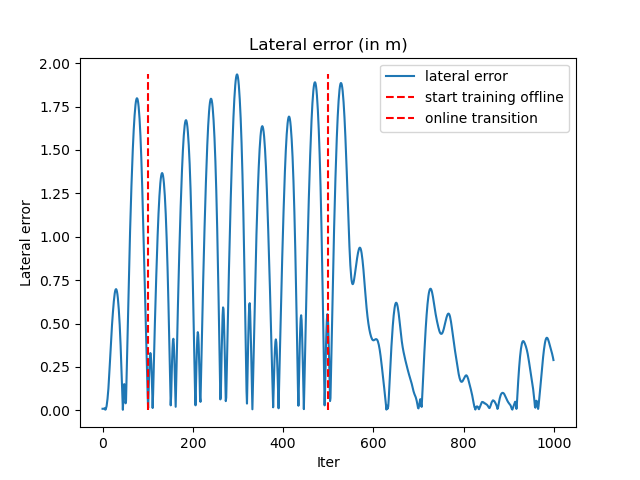 Lateral error (in m)
lateral error
start training offline
online transition
2.00
1.75
1.50
1.25
1.00
0.75
0.50
0.25
0.00
Lateral error
0
200
400
600
800
1000
Iter